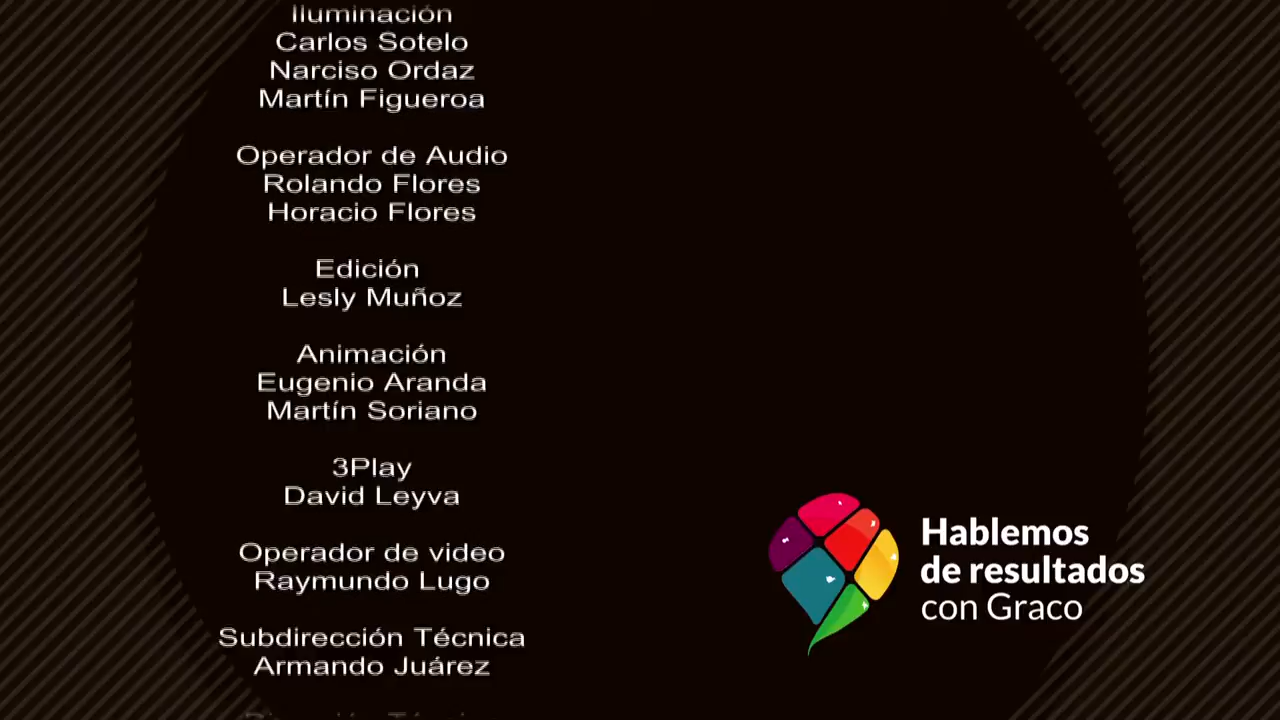 Iluminación
Carlos Sotelo
Narciso Ordaz
Martín Figueroa
Operador de Audio
Rolando Flores
Horacio Flores
Edición
Lesly Muñoz
Animación
Eugenio Aranda
Martín Soriano
3Play
David Leyva
Operador de video
Raymundo Lugo
Subdirección Técnica
Armando Juárez
Hablemos
de resultados
con Graco